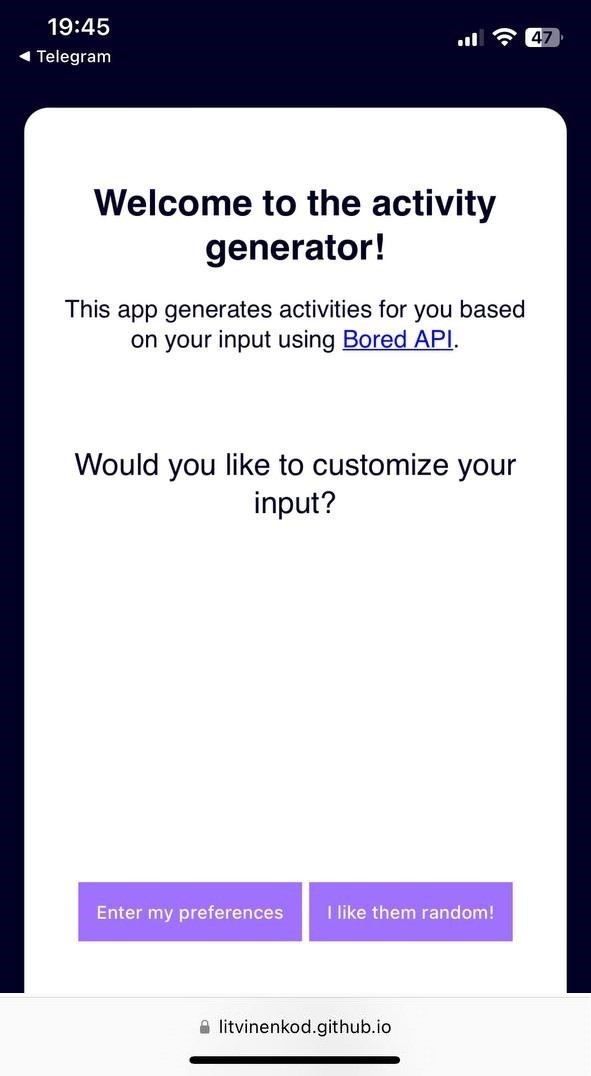 19:45
◀ Telegram
47
Welcome to the activity
generator!
This app generates activities for you based
on your input using Bored API.
Would you like to customize your
input?
Enter my preferences
I like them random!
litvinenkod.github.io